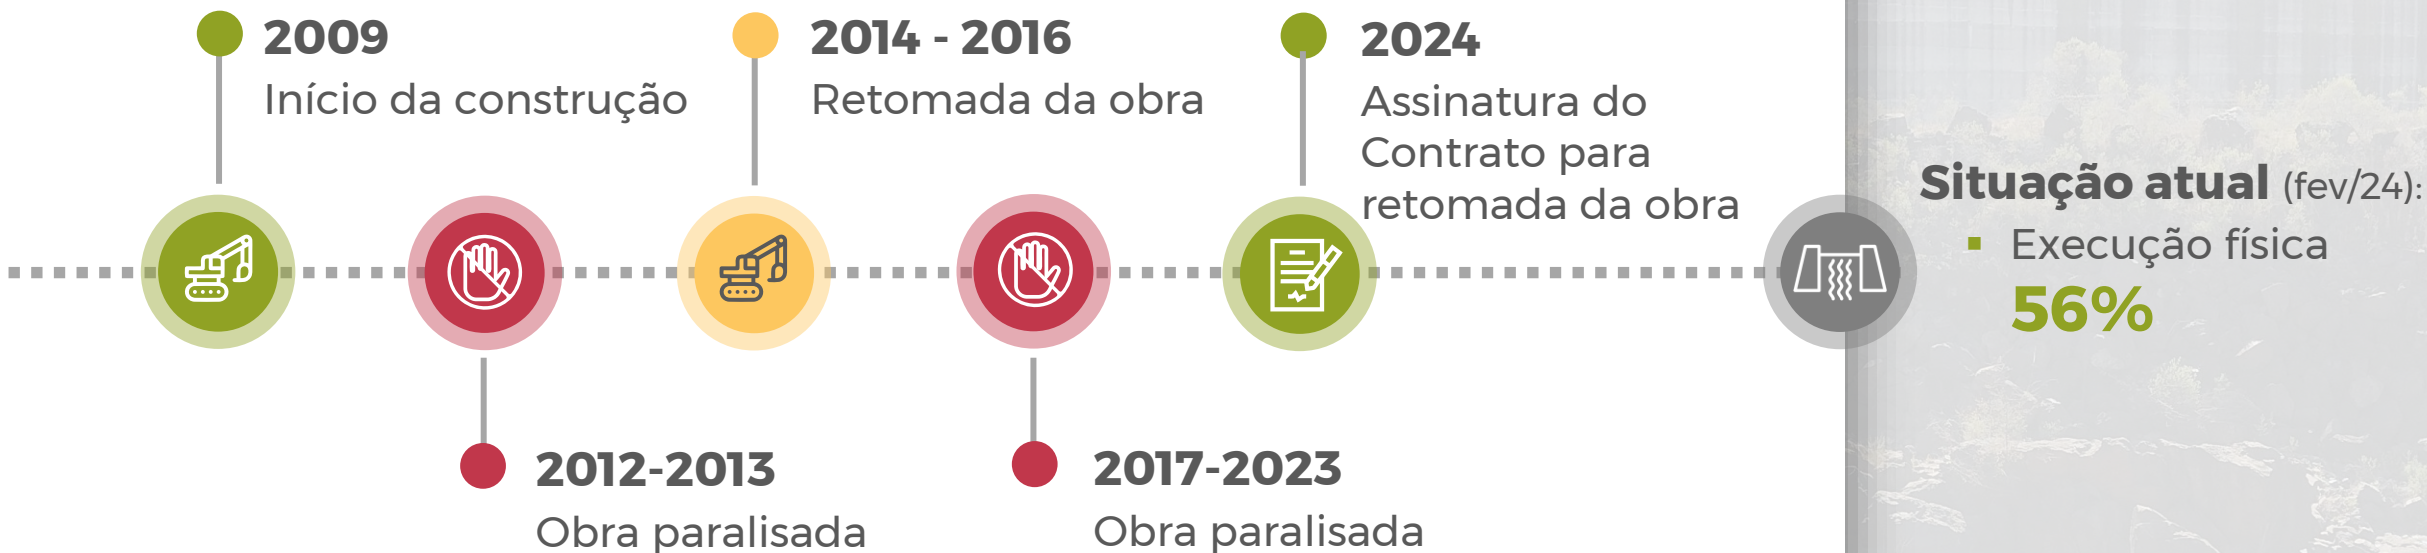 2009
Início da construção
2012-2013
Obra paralisada
2014 - 2016
Retomada da obra
2017-2023
Obra paralisada
2024
Assinatura do
Contrato para
retomada da obra
Situação atual (fev/24):
▪ Execução física
56%